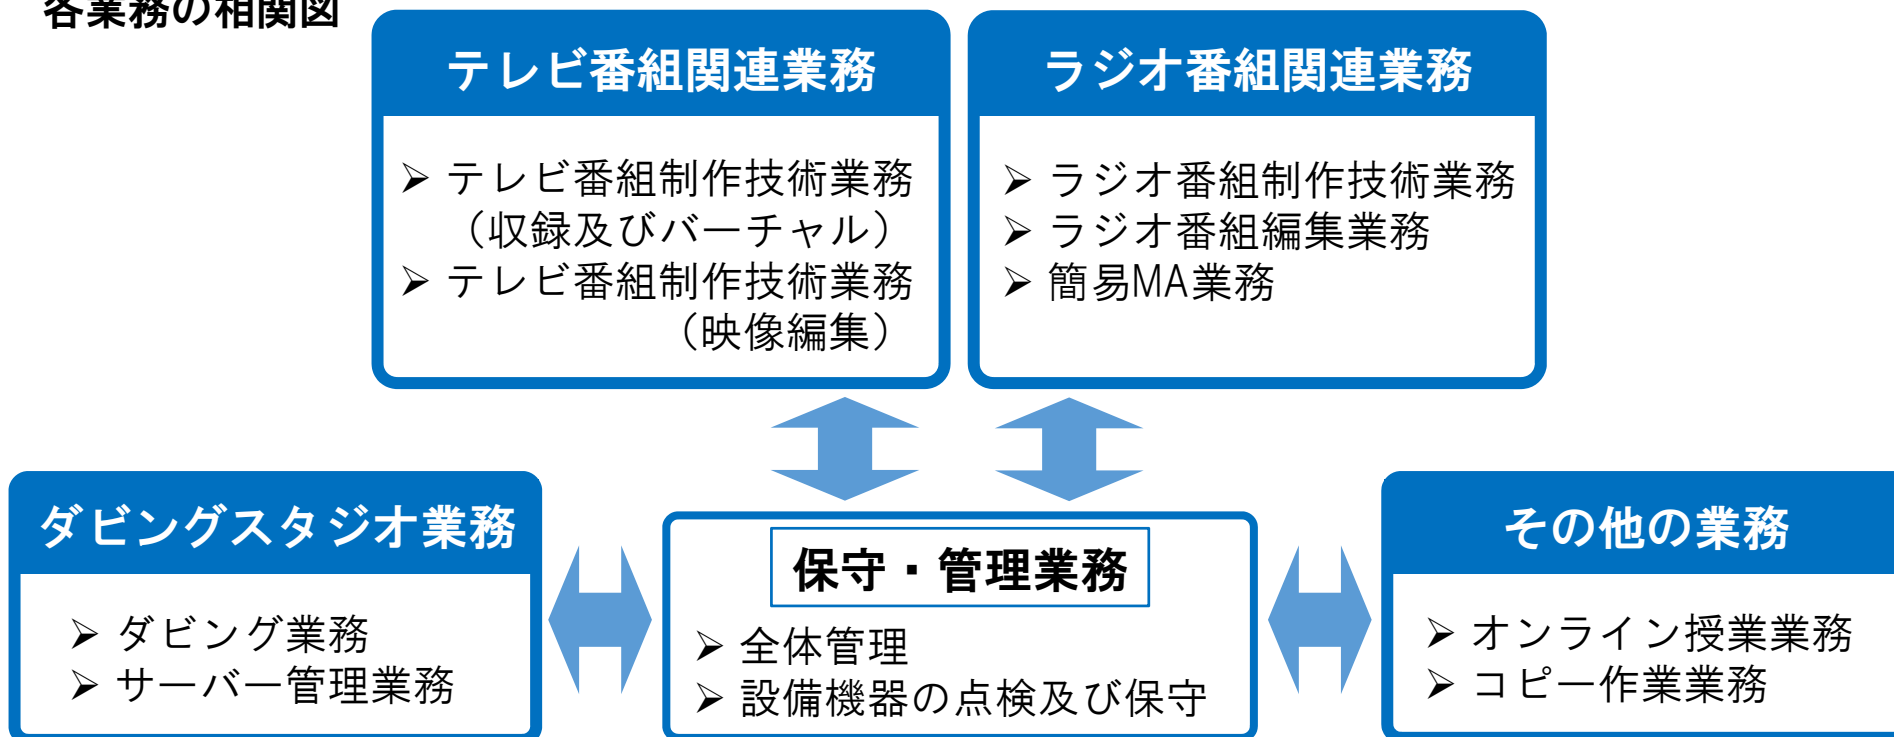 各業務の相関図
テレビ番組関連業務
➢ テレビ番組制作技術業務
（収録及びバーチャル）
➢ テレビ番組制作技術業務
（映像編集）
ラジオ番組関連業務
➢ ラジオ番組制作技術業務
➢ ラジオ番組編集業務
➢ 簡易MA業務
ダビングスタジオ業務
➢ ダビング業務
➢ サーバー管理業務
保守・管理業務
➢ 全体管理
➢ 設備機器の点検及び保守
その他の業務
➢ オンライン授業業務
➢ コピー作業業務